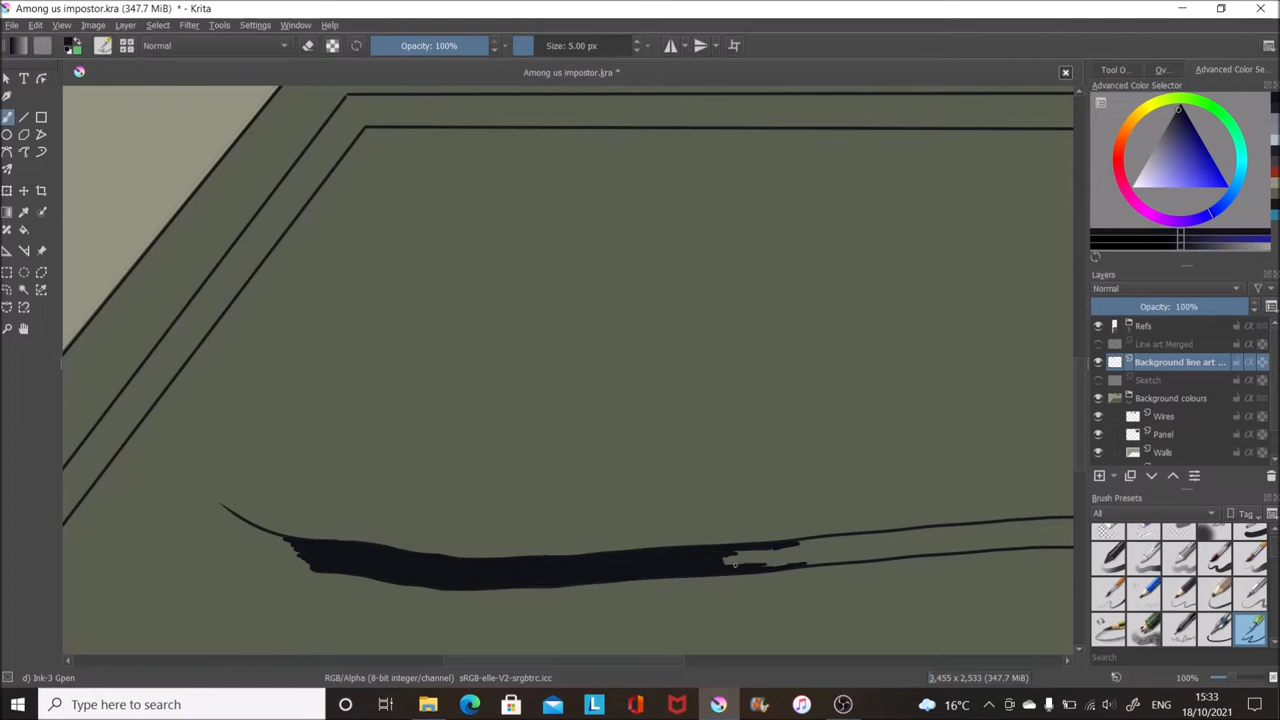 Among us impostor.kra (347.7 MiB) * - Krita
File Edit View Image Layer Select Filter Tools Settings Window Help
Normal Opacity: 100% Size: 5.00 px
Among us impostor.kra *
Tool O... Ov... Advanced Color Se...
Advanced Color Selector
Layers
Normal
Opacity: 100%
Refs
Line art Merged
Background line art ...
Sketch
Background colours
Wires
Panel
Walls
Brush Presets
All Tag
Search
d) Ink-3 Gpen RGB/Alpha (8-bit integer/channel) sRGB-elle-V2-srgbtrc.icc 3,455 x 2,533 (347.7 MiB) 100%
Type here to search 16°C 15:33
18/10/2021